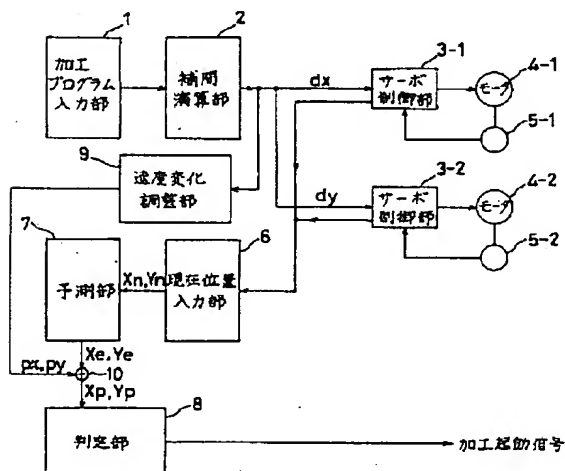 1
2
3-1
4-1
加工
プログラム
入力部
補間
演算部
dx
サーボ
制御部
モータ
5-1
9
速度変化
調整部
3-2
4-2
dy
サーボ
制御部
モータ
5-2
7
6
予測部
Xn,Yn
現在位置
入力部
px,py
Xe,Ye
10
Xp,Yp
8
判定部
加工起動信号